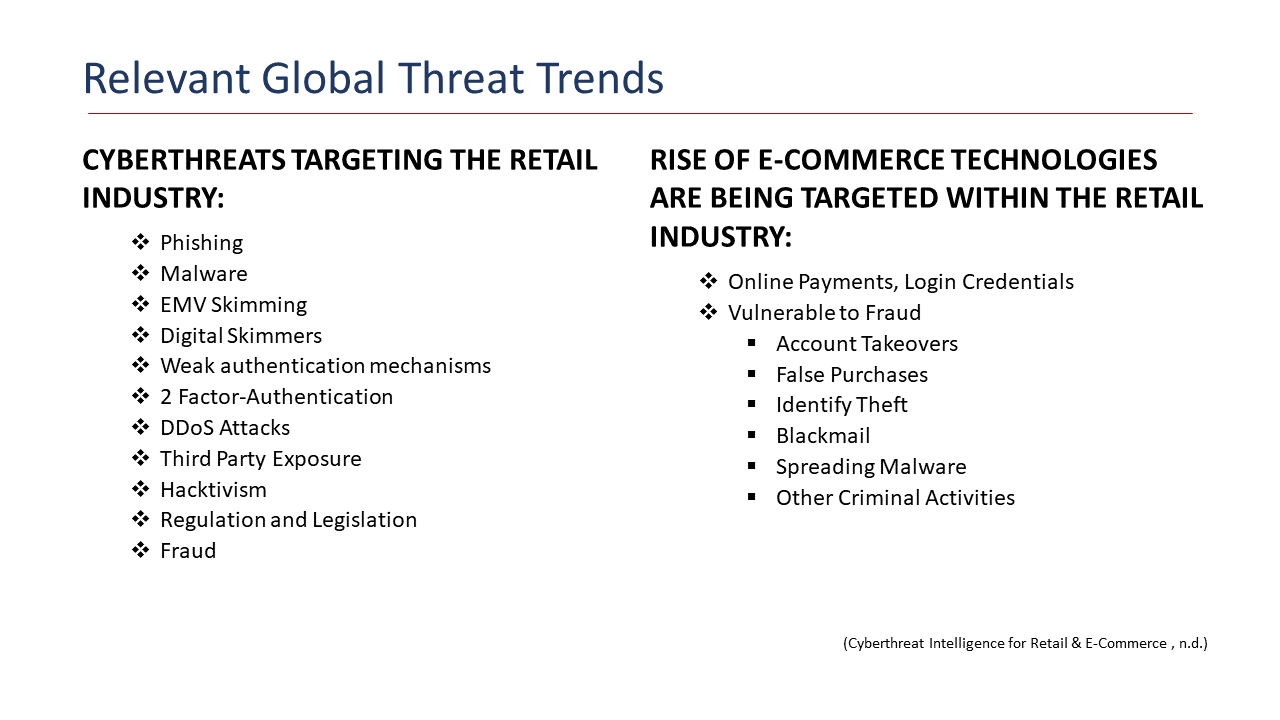 Relevant Global Threat Trends
CYBERTHREATS TARGETING THE RETAIL
INDUSTRY:
❖ Phishing
❖ Malware
❖ EMV Skimming
❖ Digital Skimmers
❖ Weak authentication mechanisms
❖ 2 Factor-Authentication
❖ DDoS Attacks
❖ Third Party Exposure
❖ Hacktivism
❖ Regulation and Legislation
❖ Fraud
RISE OF E-COMMERCE TECHNOLOGIES
ARE BEING TARGETED WITHIN THE RETAIL
INDUSTRY:
❖ Online Payments, Login Credentials
❖ Vulnerable to Fraud
▪ Account Takeovers
▪ False Purchases
▪ Identify Theft
▪ Blackmail
▪ Spreading Malware
▪ Other Criminal Activities
(Cyberthreat Intelligence for Retail & E-Commerce , n.d.)